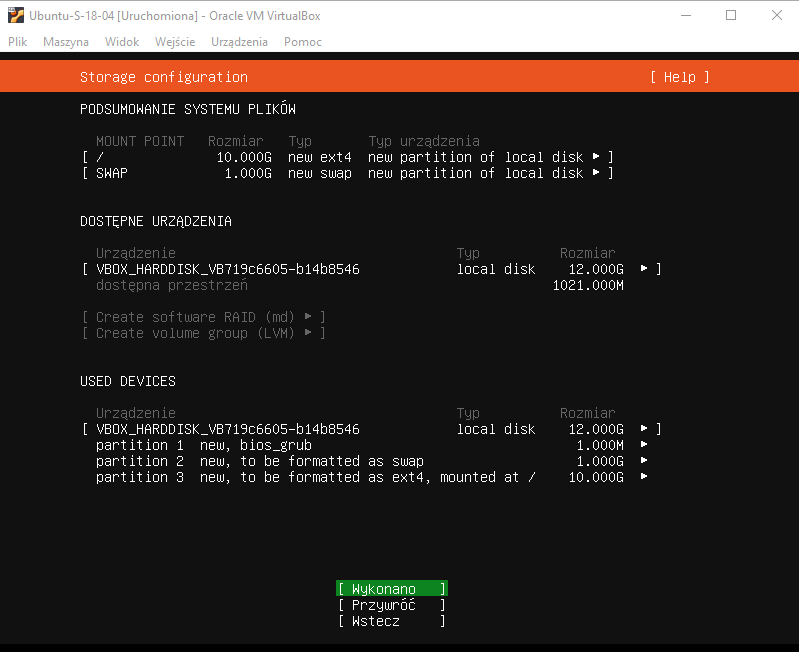 Ubuntu-S-18-04 [Uruchomiona] - Oracle VM VirtualBox
Plik Maszyna Widok Wejście Urządzenia Pomoc
Storage configuration [ Help ]
PODSUMOWANIE SYSTEMU PLIKÓW
MOUNT POINT Rozmiar Typ Typ urządzenia
[ / 10.000G new ext4 new partition of local disk ▸ ]
[ SWAP 1.000G new swap new partition of local disk ▸ ]
DOSTĘPNE URZĄDZENIA
Urządzenie Typ Rozmiar
[ VBOX_HARDDISK_VB719c6605-b14b8546 local disk 12.000G ▸ ]
dostępna przestrzeń 1021.000M
[ Create software RAID (md) ▸ ]
[ Create volume group (LVM) ▸ ]
USED DEVICES
Urządzenie Typ Rozmiar
[ VBOX_HARDDISK_VB719c6605-b14b8546 local disk 12.000G ▸ ]
partition 1 new, bios_grub 1.000M ▸
partition 2 new, to be formatted as swap 1.000G ▸
partition 3 new, to be formatted as ext4, mounted at / 10.000G ▸
[ Wykonano ]
[ Przywróć ]
[ Wstecz ]